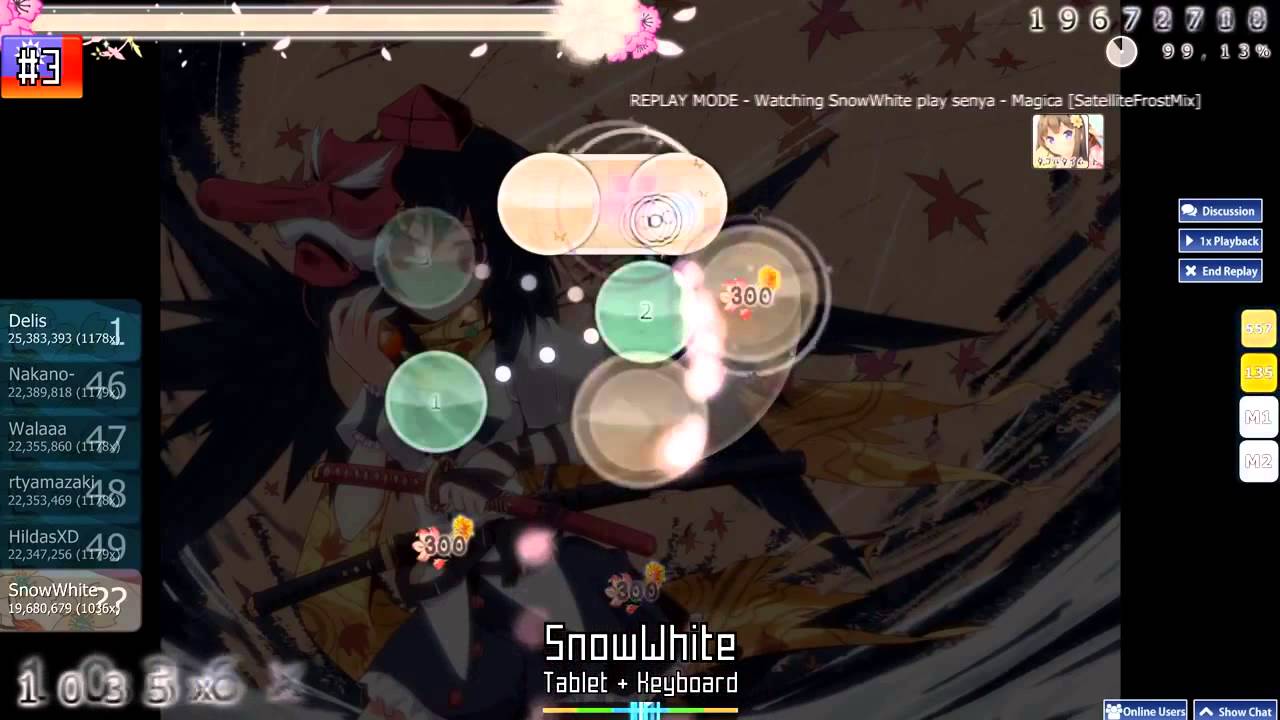 #3
99.13%
REPLAY MODE - Watching SnowWhite play senya - Magica [SatelliteFrostMix]
Discussion
1x Playback
End Replay
3
2
1
300
300
300
Delis
1
25,383,393 (1178x)
Nakano-
46
22,389,818 (1179x)
Walaaa
47
22,355,860 (1178x)
rtyamazaki
48
22,353,469 (1178x)
HildasXD
49
22,347,256 (1179x)
SnowWhite
??
19,680,679 (1036x)
557
135
M1
M2
SnowWhite
Tablet + Keyboard
Online Users
Show Chat